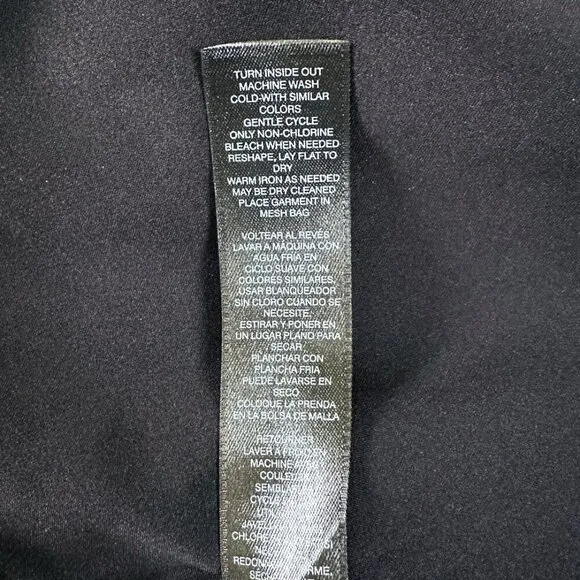 TURN INSIDE OUT
MACHINE WASH
COLD-WITH SIMILAR
COLORS
GENTLE CYCLE
ONLY NON-CHLORINE
BLEACH WHEN NEEDED
RESHAPE, LAY FLAT TO
DRY
WARM IRON AS NEEDED
MAY BE DRY CLEANED
PLACE GARMENT IN
MESH BAG
VOLTEAR AL REVÉS
LAVAR A MÁQUINA CON
AGUA FRÍA EN
CICLO SUAVE CON
COLORES SIMILARES.
USAR BLANQUEADOR
SIN CLORO CUANDO SE
NECESITE.
ESTIRAR Y PONER EN
UN LUGAR PLANO PARA
SECAR
PLANCHAR CON
PLANCHA FRIA
PUEDE LAVARSE EN
SECO
COLOQUE LA PRENDA
EN LA BOLSA DE MALLA
RETOURNER
LAVER A FROID EN
MACHINE AVEC